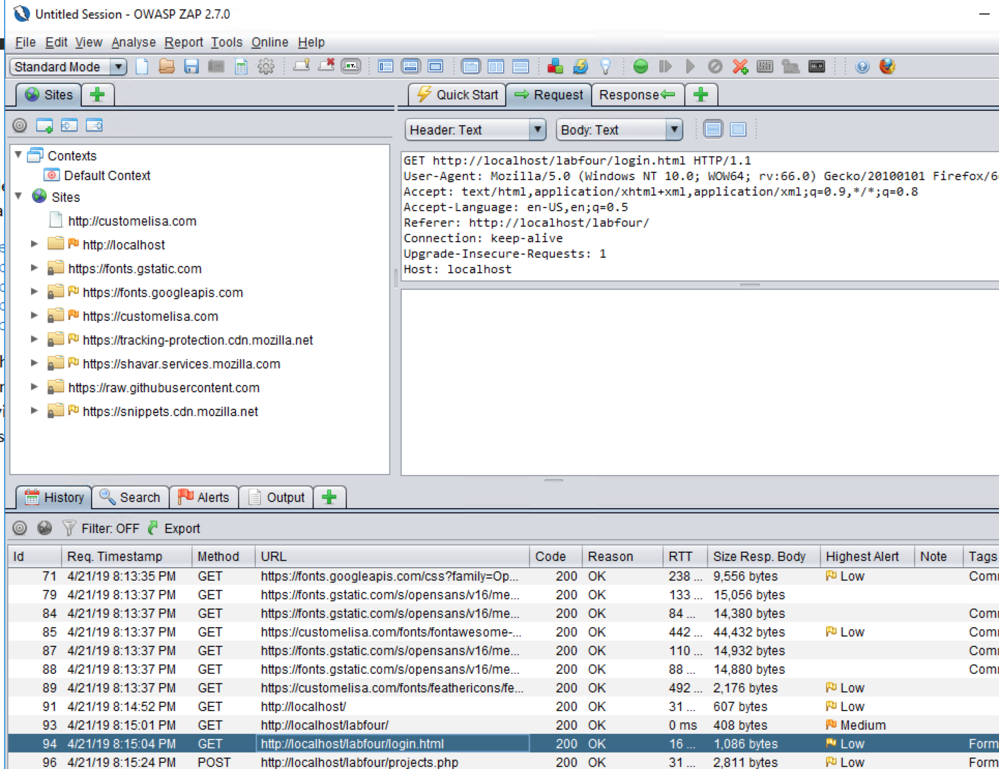 Untitled Session - OWASP ZAP 2.7.0
File Edit View Analyse Report Tools Online Help
Standard Mode
Sites
Quick Start Request Response
Header: Text Body: Text
Contexts
Default Context
Sites
http://customelisa.com
http://localhost
https://fonts.gstatic.com
https://fonts.googleapis.com
https://customelisa.com
https://tracking-protection.cdn.mozilla.net
https://shavar.services.mozilla.com
https://raw.githubusercontent.com
https://snippets.cdn.mozilla.net
GET http://localhost/labfour/login.html HTTP/1.1
User-Agent: Mozilla/5.0 (Windows NT 10.0; WOW64; rv:66.0) Gecko/20100101 Firefox/6
Accept: text/html,application/xhtml+xml,application/xml;q=0.9,*/*;q=0.8
Accept-Language: en-US,en;q=0.5
Referer: http://localhost/labfour/
Connection: keep-alive
Upgrade-Insecure-Requests: 1
Host: localhost
History Search Alerts Output
Filter: OFF Export
Id Req. Timestamp Method URL Code Reason RTT Size Resp. Body Highest Alert Note Tags
71 4/21/19 8:13:35 PM GET https://fonts.googleapis.com/css?family=Op... 200 OK 238 ... 9,556 bytes Low Com
79 4/21/19 8:13:37 PM GET https://fonts.gstatic.com/s/opensans/v16/me... 200 OK 133 ... 15,056 bytes
84 4/21/19 8:13:37 PM GET https://fonts.gstatic.com/s/opensans/v16/me... 200 OK 84 ... 14,380 bytes Com
85 4/21/19 8:13:37 PM GET https://customelisa.com/fonts/fontawesome-... 200 OK 442 ... 44,432 bytes Low Com
87 4/21/19 8:13:37 PM GET https://fonts.gstatic.com/s/opensans/v16/me... 200 OK 110 ... 14,932 bytes Com
88 4/21/19 8:13:37 PM GET https://fonts.gstatic.com/s/opensans/v16/me... 200 OK 88 ... 14,880 bytes Com
89 4/21/19 8:13:37 PM GET https://customelisa.com/fonts/feathericons/fe... 200 OK 492 ... 2,176 bytes Low
91 4/21/19 8:14:52 PM GET http://localhost/ 200 OK 31 ... 607 bytes Low
93 4/21/19 8:15:01 PM GET http://localhost/labfour/ 200 OK 0 ms 408 bytes Medium
94 4/21/19 8:15:04 PM GET http://localhost/labfour/login.html 200 OK 16 ... 1,086 bytes Low Form
96 4/21/19 8:15:24 PM POST http://localhost/labfour/projects.php 200 OK 31 ... 2,811 bytes Low Form